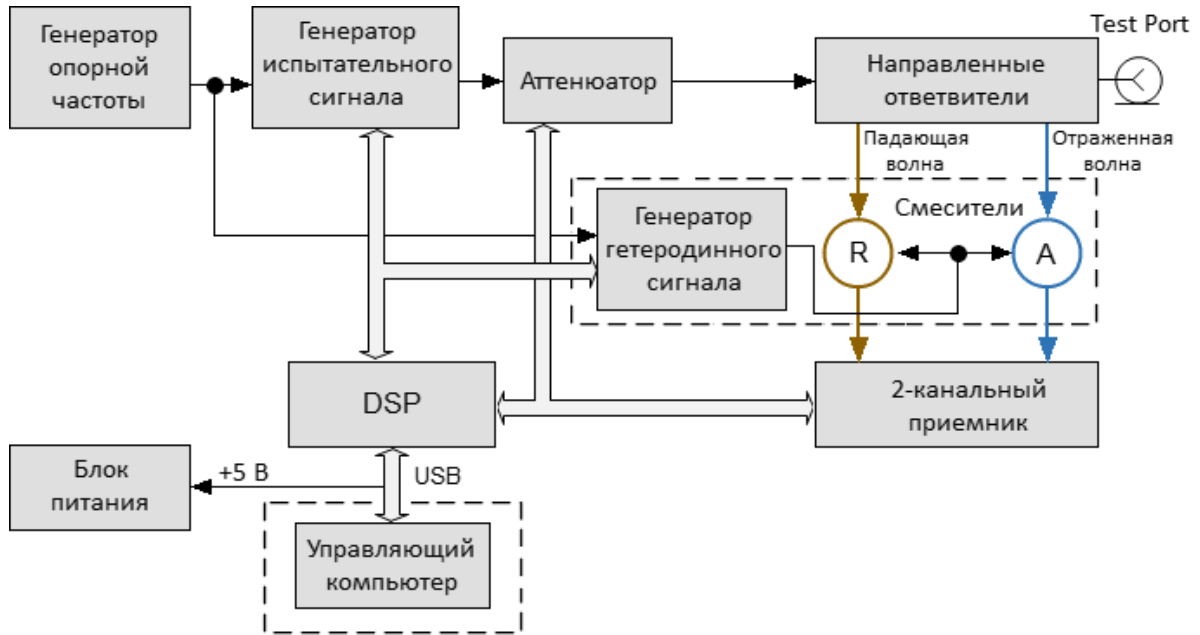 Генератор
опорной
частоты
Генератор
испытательного
сигнала
Аттенюатор
Направленные
ответвители
Test Port
Падающая
волна
Отраженная
волна
Генератор
гетеродинного
сигнала
Смесители
R
A
DSP
2-канальный
приемник
Блок
питания
+5 В
USB
Управляющий
компьютер